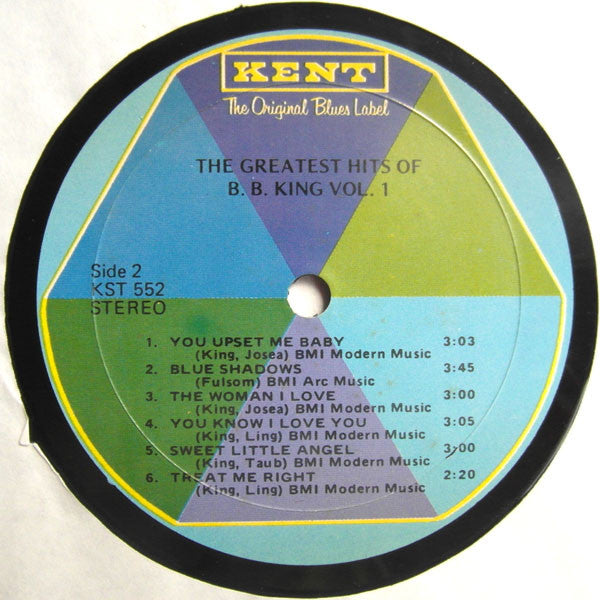 KENT
The Original Blues Label
THE GREATEST HITS OF
B. B. KING VOL. 1
Side 2
KST 552
STEREO
1. YOU UPSET ME BABY 3:03
(King, Josea) BMI Modern Music
2. BLUE SHADOWS 3:45
(Fulsom) BMI Arc Music
3. THE WOMAN I LOVE 3:00
(King, Josea) BMI Modern Music
4. YOU KNOW I LOVE YOU 3:05
(King, Ling) BMI Modern Music
5. SWEET LITTLE ANGEL 3:00
(King, Taub) BMI Modern Music
6. TREAT ME RIGHT 2:20
(King, Ling) BMI Modern Music